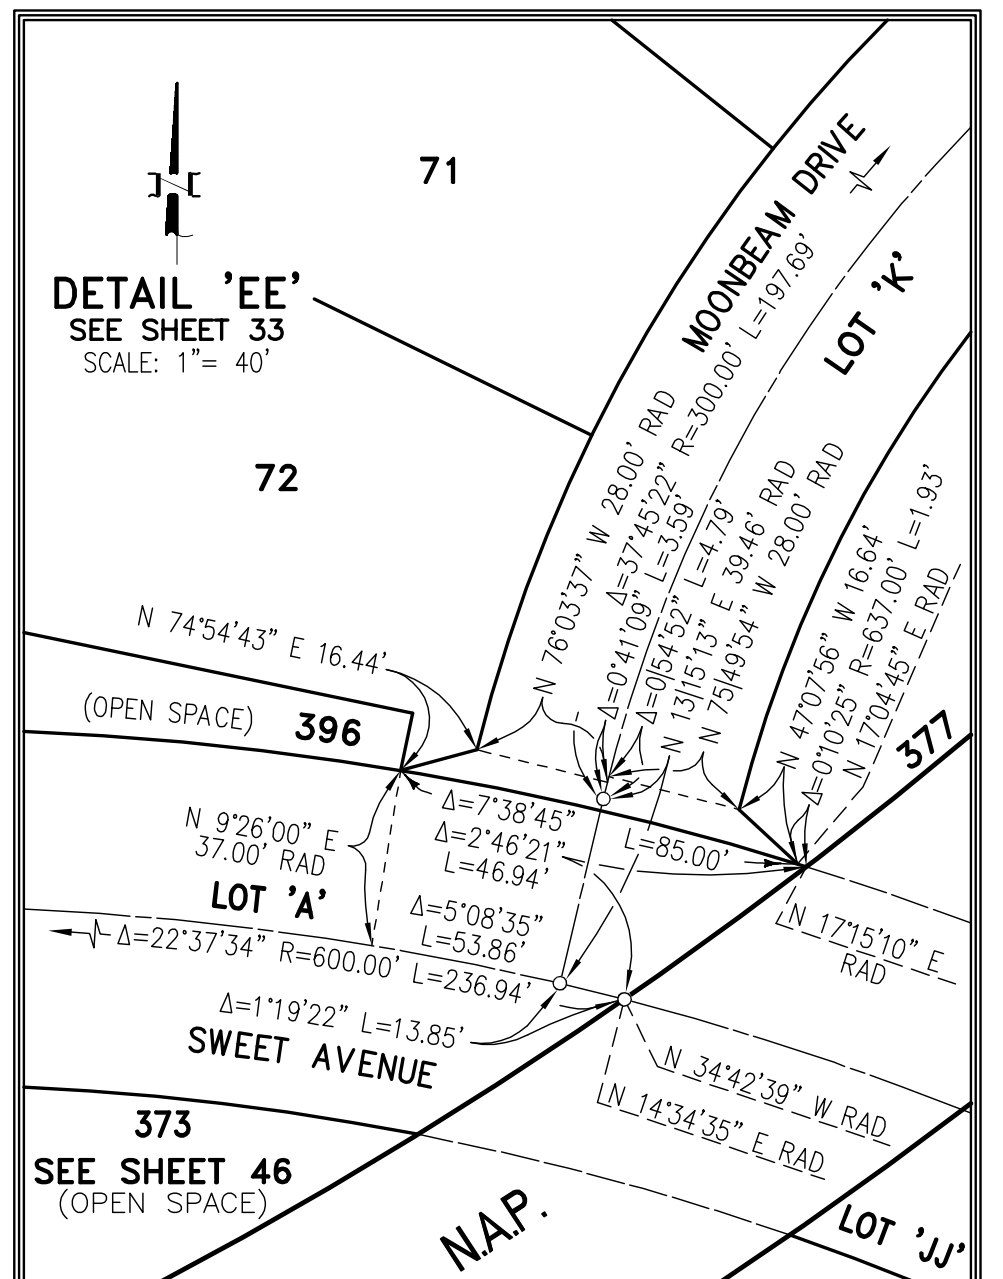 71
MOONBEAM DRIVE
LOT 'K'
DETAIL 'EE'
SEE SHEET 33
SCALE: 1"= 40'
72
Δ=37°45'22" R=300.00' L=197.69'
N 76°03'37" W 28.00' RAD
Δ=0°41'09" L=3.59'
Δ=0|54'52" L=4.79'
N 13|15'13" E 39.46' RAD
N 75|49'54" W 28.00' RAD
N 47°07'56" W 16.64'
Δ=0°10'25" R=637.00' L=1.93'
N 17°04'45" E RAD
N 74°54'43" E 16.44'
(OPEN SPACE) 396
377
Δ=7°38'45" L=85.00'
N 9°26'00" E
37.00' RAD
Δ=2°46'21"
L=46.94'
LOT 'A'
Δ=5°08'35"
L=53.86'
N 17°15'10" E
RAD
Δ=22°37'34" R=600.00' L=236.94'
Δ=1°19'22" L=13.85'
SWEET AVENUE
N 34°42'39" W RAD
N 14°34'35" E RAD
373
SEE SHEET 46
(OPEN SPACE)
N.A.P.
LOT 'JJ'